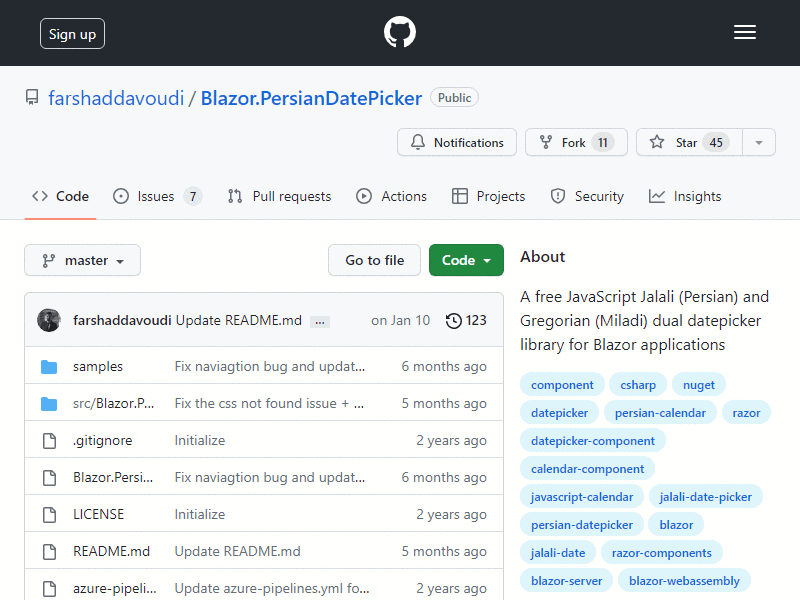 Sign up
farshaddavoudi / Blazor.PersianDatePicker Public
Notifications Fork 11 Star 45
Code Issues 7 Pull requests Actions Projects Security Insights
master Go to file Code
farshaddavoudi Update README.md ... on Jan 10 123
samples Fix naviagtion bug and updat... 6 months ago
src/Blazor.P... Fix the css not found issue + ... 5 months ago
.gitignore Initialize 2 years ago
Blazor.Persi... Fix naviagtion bug and updat... 6 months ago
LICENSE Initialize 2 years ago
README.md Update README.md 5 months ago
azure-pipeli... Update azure-pipelines.yml fo... 2 years ago
About
A free JavaScript Jalali (Persian) and
Gregorian (Miladi) dual datepicker
library for Blazor applications
component csharp nuget
datepicker persian-calendar razor
datepicker-component
calendar-component
javascript-calendar jalali-date-picker
persian-datepicker blazor
jalali-date razor-components
blazor-server blazor-webassembly